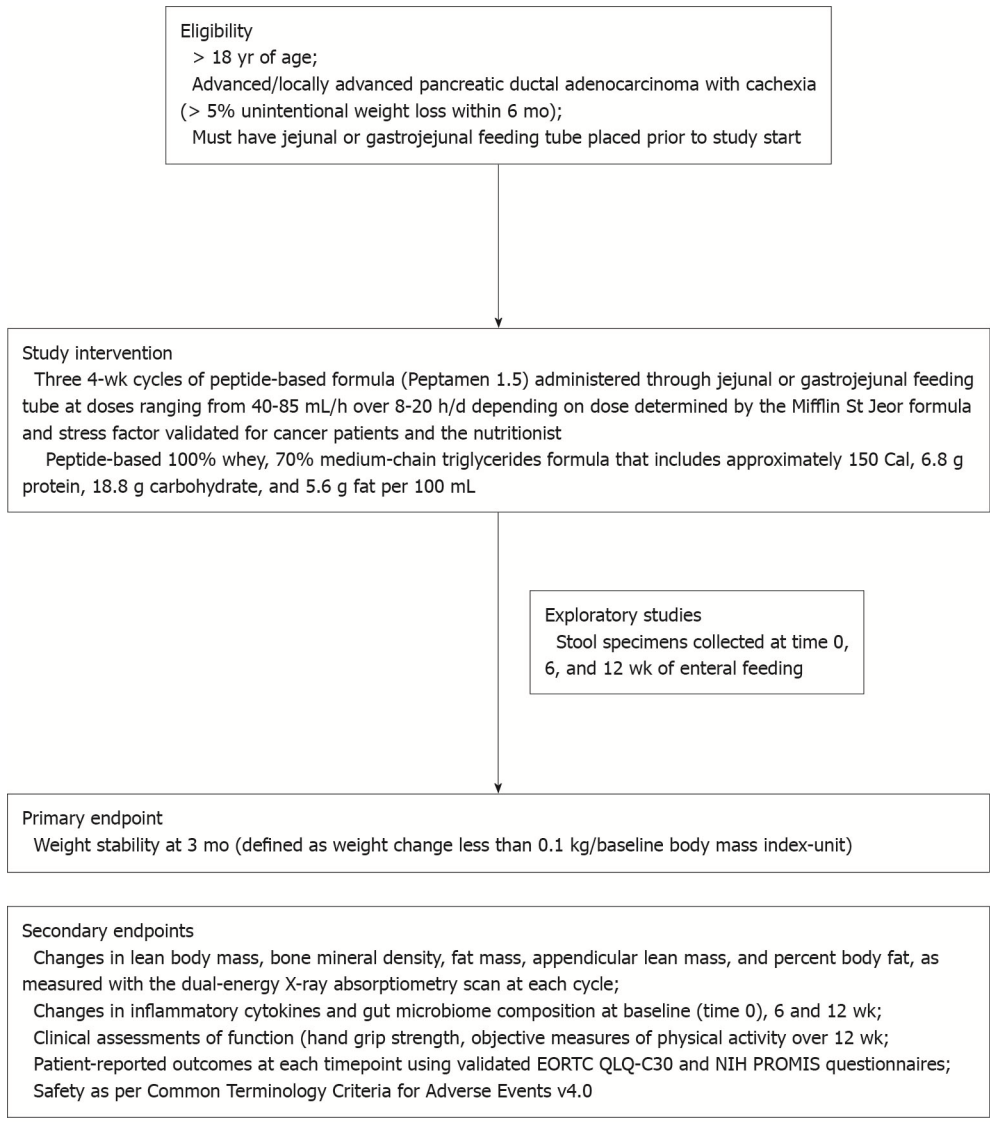 Eligibility
> 18 yr of age;
Advanced/locally advanced pancreatic ductal adenocarcinoma with cachexia
(> 5% unintentional weight loss within 6 mo);
Must have jejunal or gastrojejunal feeding tube placed prior to study start
Study intervention
Three 4-wk cycles of peptide-based formula (Peptamen 1.5) administered through jejunal or gastrojejunal feeding
tube at doses ranging from 40-85 mL/h over 8-20 h/d depending on dose determined by the Mifflin St Jeor formula
and stress factor validated for cancer patients and the nutritionist
Peptide-based 100% whey, 70% medium-chain triglycerides formula that includes approximately 150 Cal, 6.8 g
protein, 18.8 g carbohydrate, and 5.6 g fat per 100 mL
Exploratory studies
Stool specimens collected at time 0,
6, and 12 wk of enteral feeding
Primary endpoint
Weight stability at 3 mo (defined as weight change less than 0.1 kg/baseline body mass index-unit)
Secondary endpoints
Changes in lean body mass, bone mineral density, fat mass, appendicular lean mass, and percent body fat, as
measured with the dual-energy X-ray absorptiometry scan at each cycle;
Changes in inflammatory cytokines and gut microbiome composition at baseline (time 0), 6 and 12 wk;
Clinical assessments of function (hand grip strength, objective measures of physical activity over 12 wk;
Patient-reported outcomes at each timepoint using validated EORTC QLQ-C30 and NIH PROMIS questionnaires;
Safety as per Common Terminology Criteria for Adverse Events v4.0